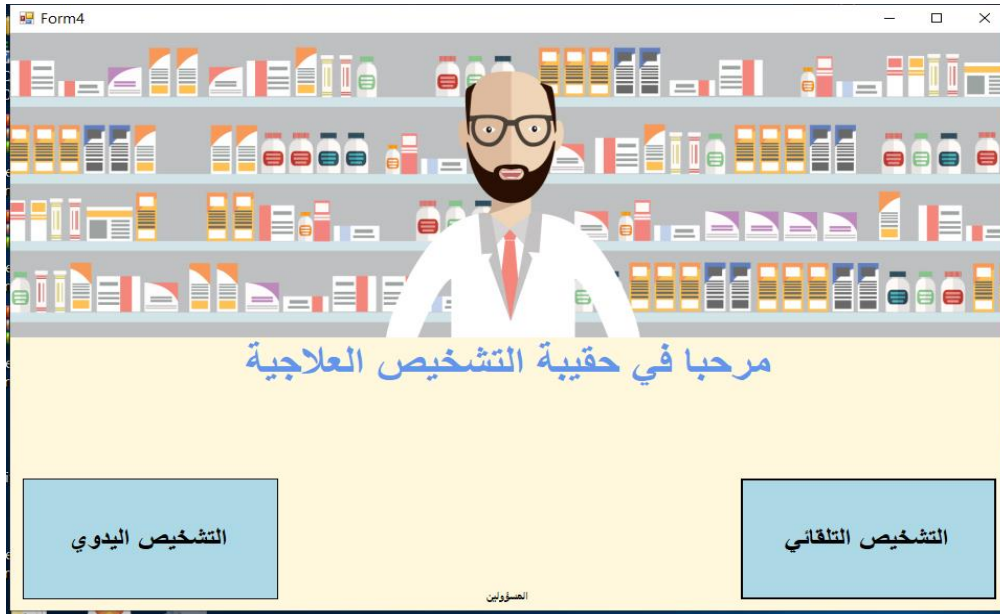 Form4
مرحبا في حقيبة التشخيص العلاجية
التشخيص التلقائي
التشخيص اليدوي
المسؤولين